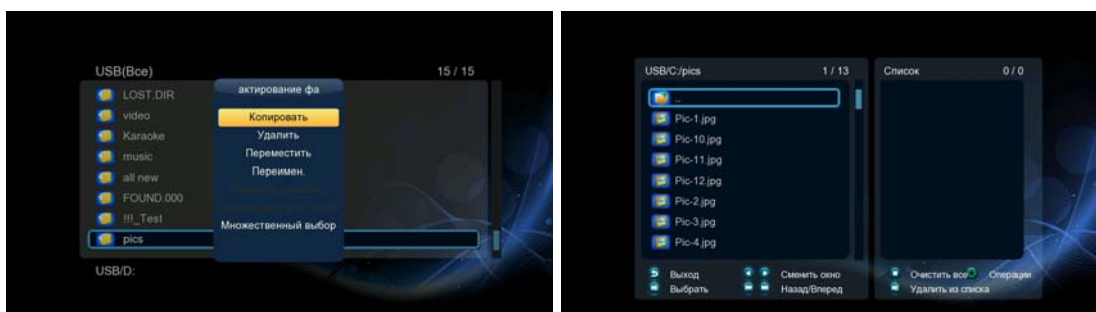 USB(Все) 15 / 15
LOST.DIR
video
Karaoke
music
all new
FOUND.000
!!!_Test
pics
актирование фа
Копировать
Удалить
Переместить
Переимен.
Множественный выбор
USB/D:
USB/C:/pics 1 / 13
..
Pic-1.jpg
Pic-10.jpg
Pic-11.jpg
Pic-12.jpg
Pic-2.jpg
Pic-3.jpg
Pic-4.jpg
Выход Сменить окно
Выбрать Назад/Вперед
Список 0 / 0
Очистить все Операции
Удалить из списка